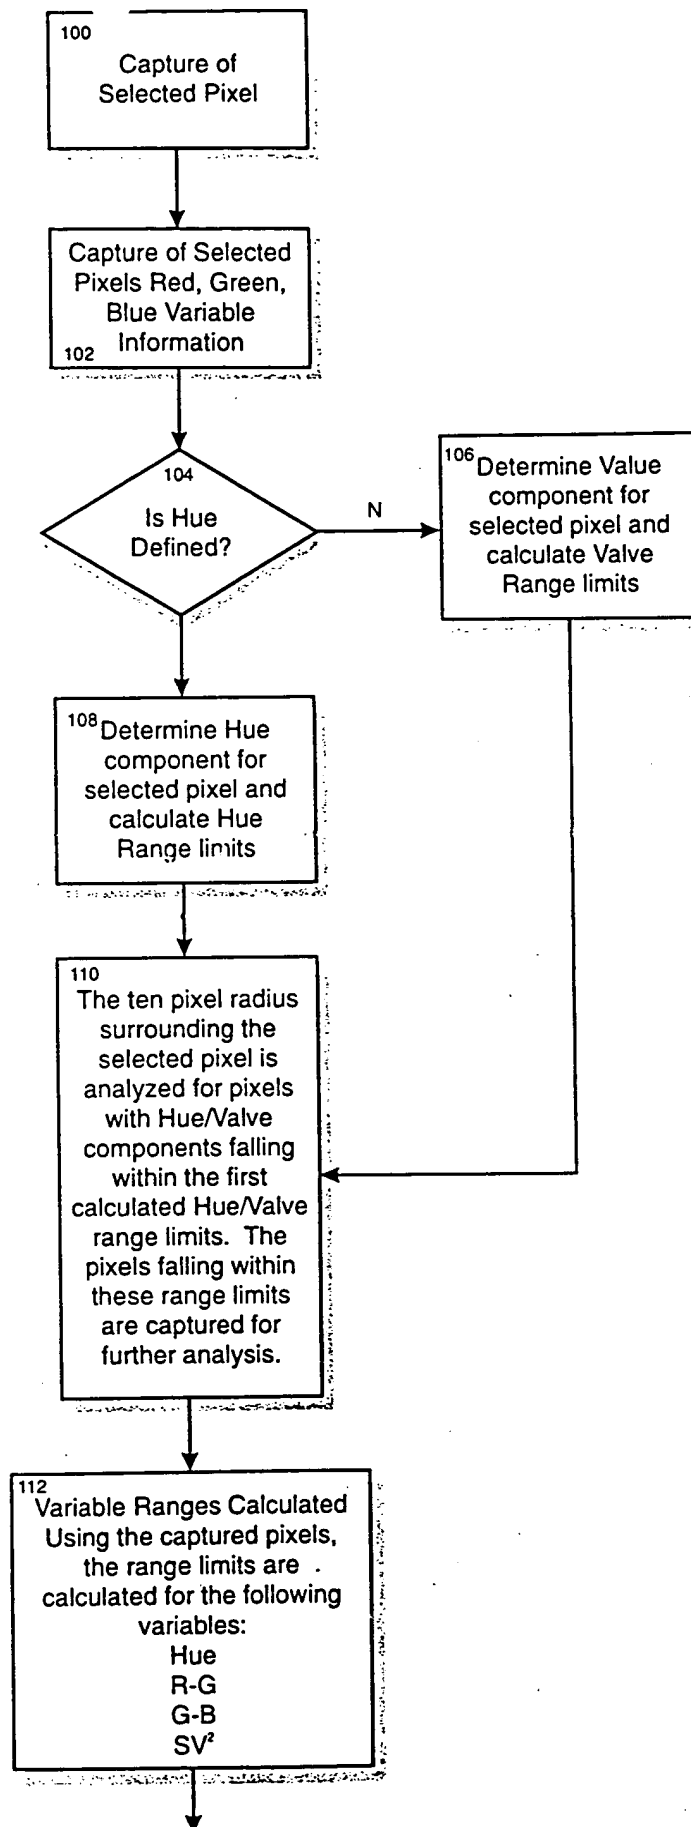 100
Capture of
Selected Pixel
Capture of Selected
Pixels Red, Green,
Blue Variable
Information
102
104
Is Hue
Defined?
N
106 Determine Value
component for
selected pixel and
calculate Valve
Range limits
108 Determine Hue
component for
selected pixel and
calculate Hue
Range limits
110
The ten pixel radius
surrounding the
selected pixel is
analyzed for pixels
with Hue/Valve
components falling
within the first
calculated Hue/Valve
range limits. The
pixels falling within
these range limits
are captured for
further analysis.
112
Variable Ranges Calculated
Using the captured pixels,
the range limits are
calculated for the following
variables:
Hue
R-G
G-B
SV²